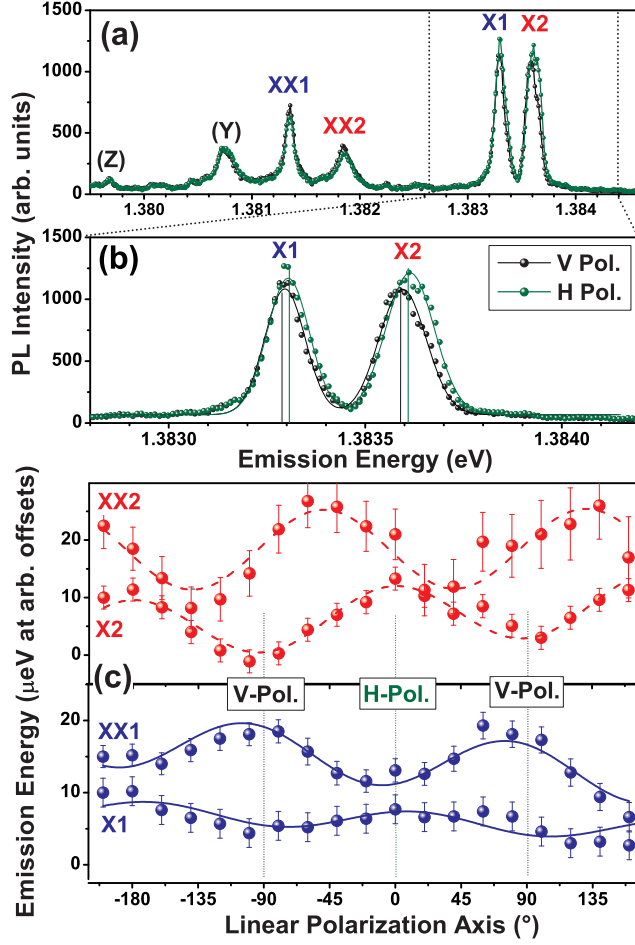 (a)
X1
X2
XX1
XX2
(Y)
(Z)
1500
1000
500
0
1.380
1.381
1.382
1.383
1.384
PL Intensity (arb. units)
(b)
X1
X2
V Pol.
H Pol.
1500
1000
500
0
1.3830
1.3835
1.3840
Emission Energy (eV)
XX2
X2
20
10
0
(c)
V-Pol.
H-Pol.
V-Pol.
XX1
X1
20
10
0
-180
-135
-90
-45
0
45
90
135
Linear Polarization Axis (°)
Emission Energy (µeV at arb. offsets)